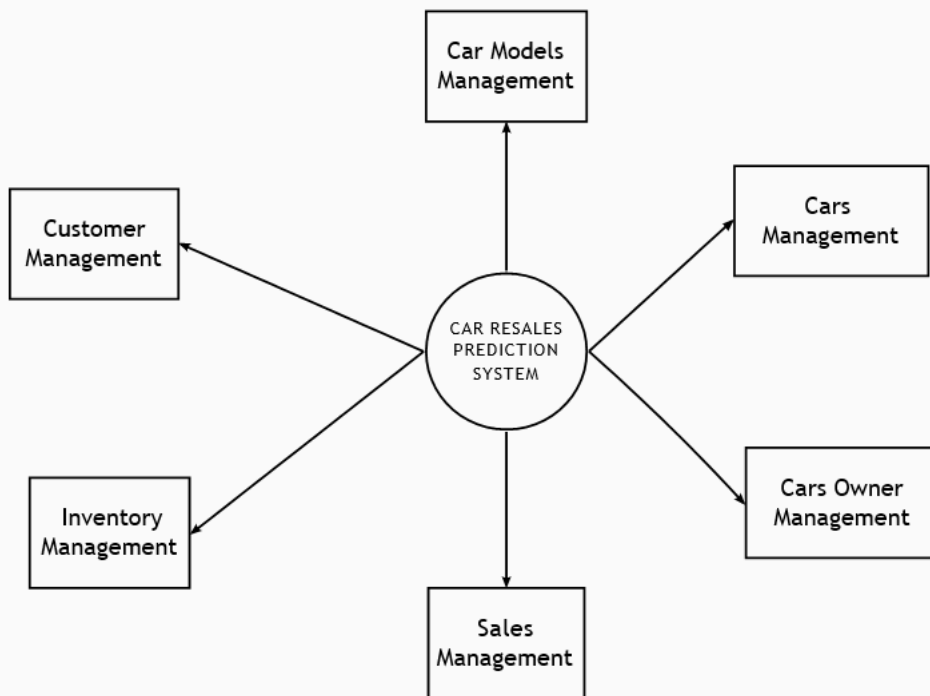 Car Models
Management
Cars
Management
Customer
Management
CAR RESALES
PREDICTION
SYSTEM
Cars Owner
Management
Inventory
Management
Sales
Management